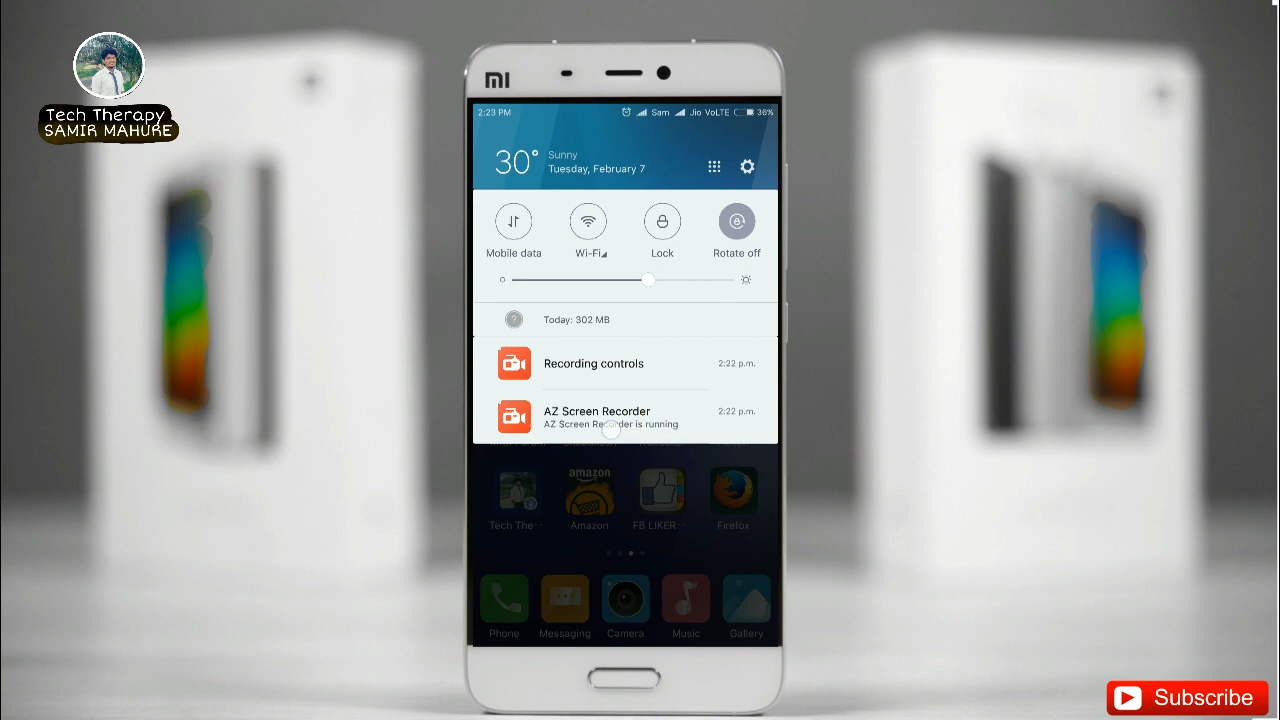 Tech Therapy
SAMIR MAHURE
mi
2:23 PM
Sam
Jio VoLTE
36%
30°
Sunny
Tuesday, February 7
Mobile data
Wi-Fi
Lock
Rotate off
Today: 302 MB
Recording controls
2:22 p.m.
AZ Screen Recorder
2:22 p.m.
AZ Screen Recorder is running
Tech The··
amazon
Amazon
FB LIKER··
Firefox
Phone
Messaging
Camera
Music
Gallery
Subscribe